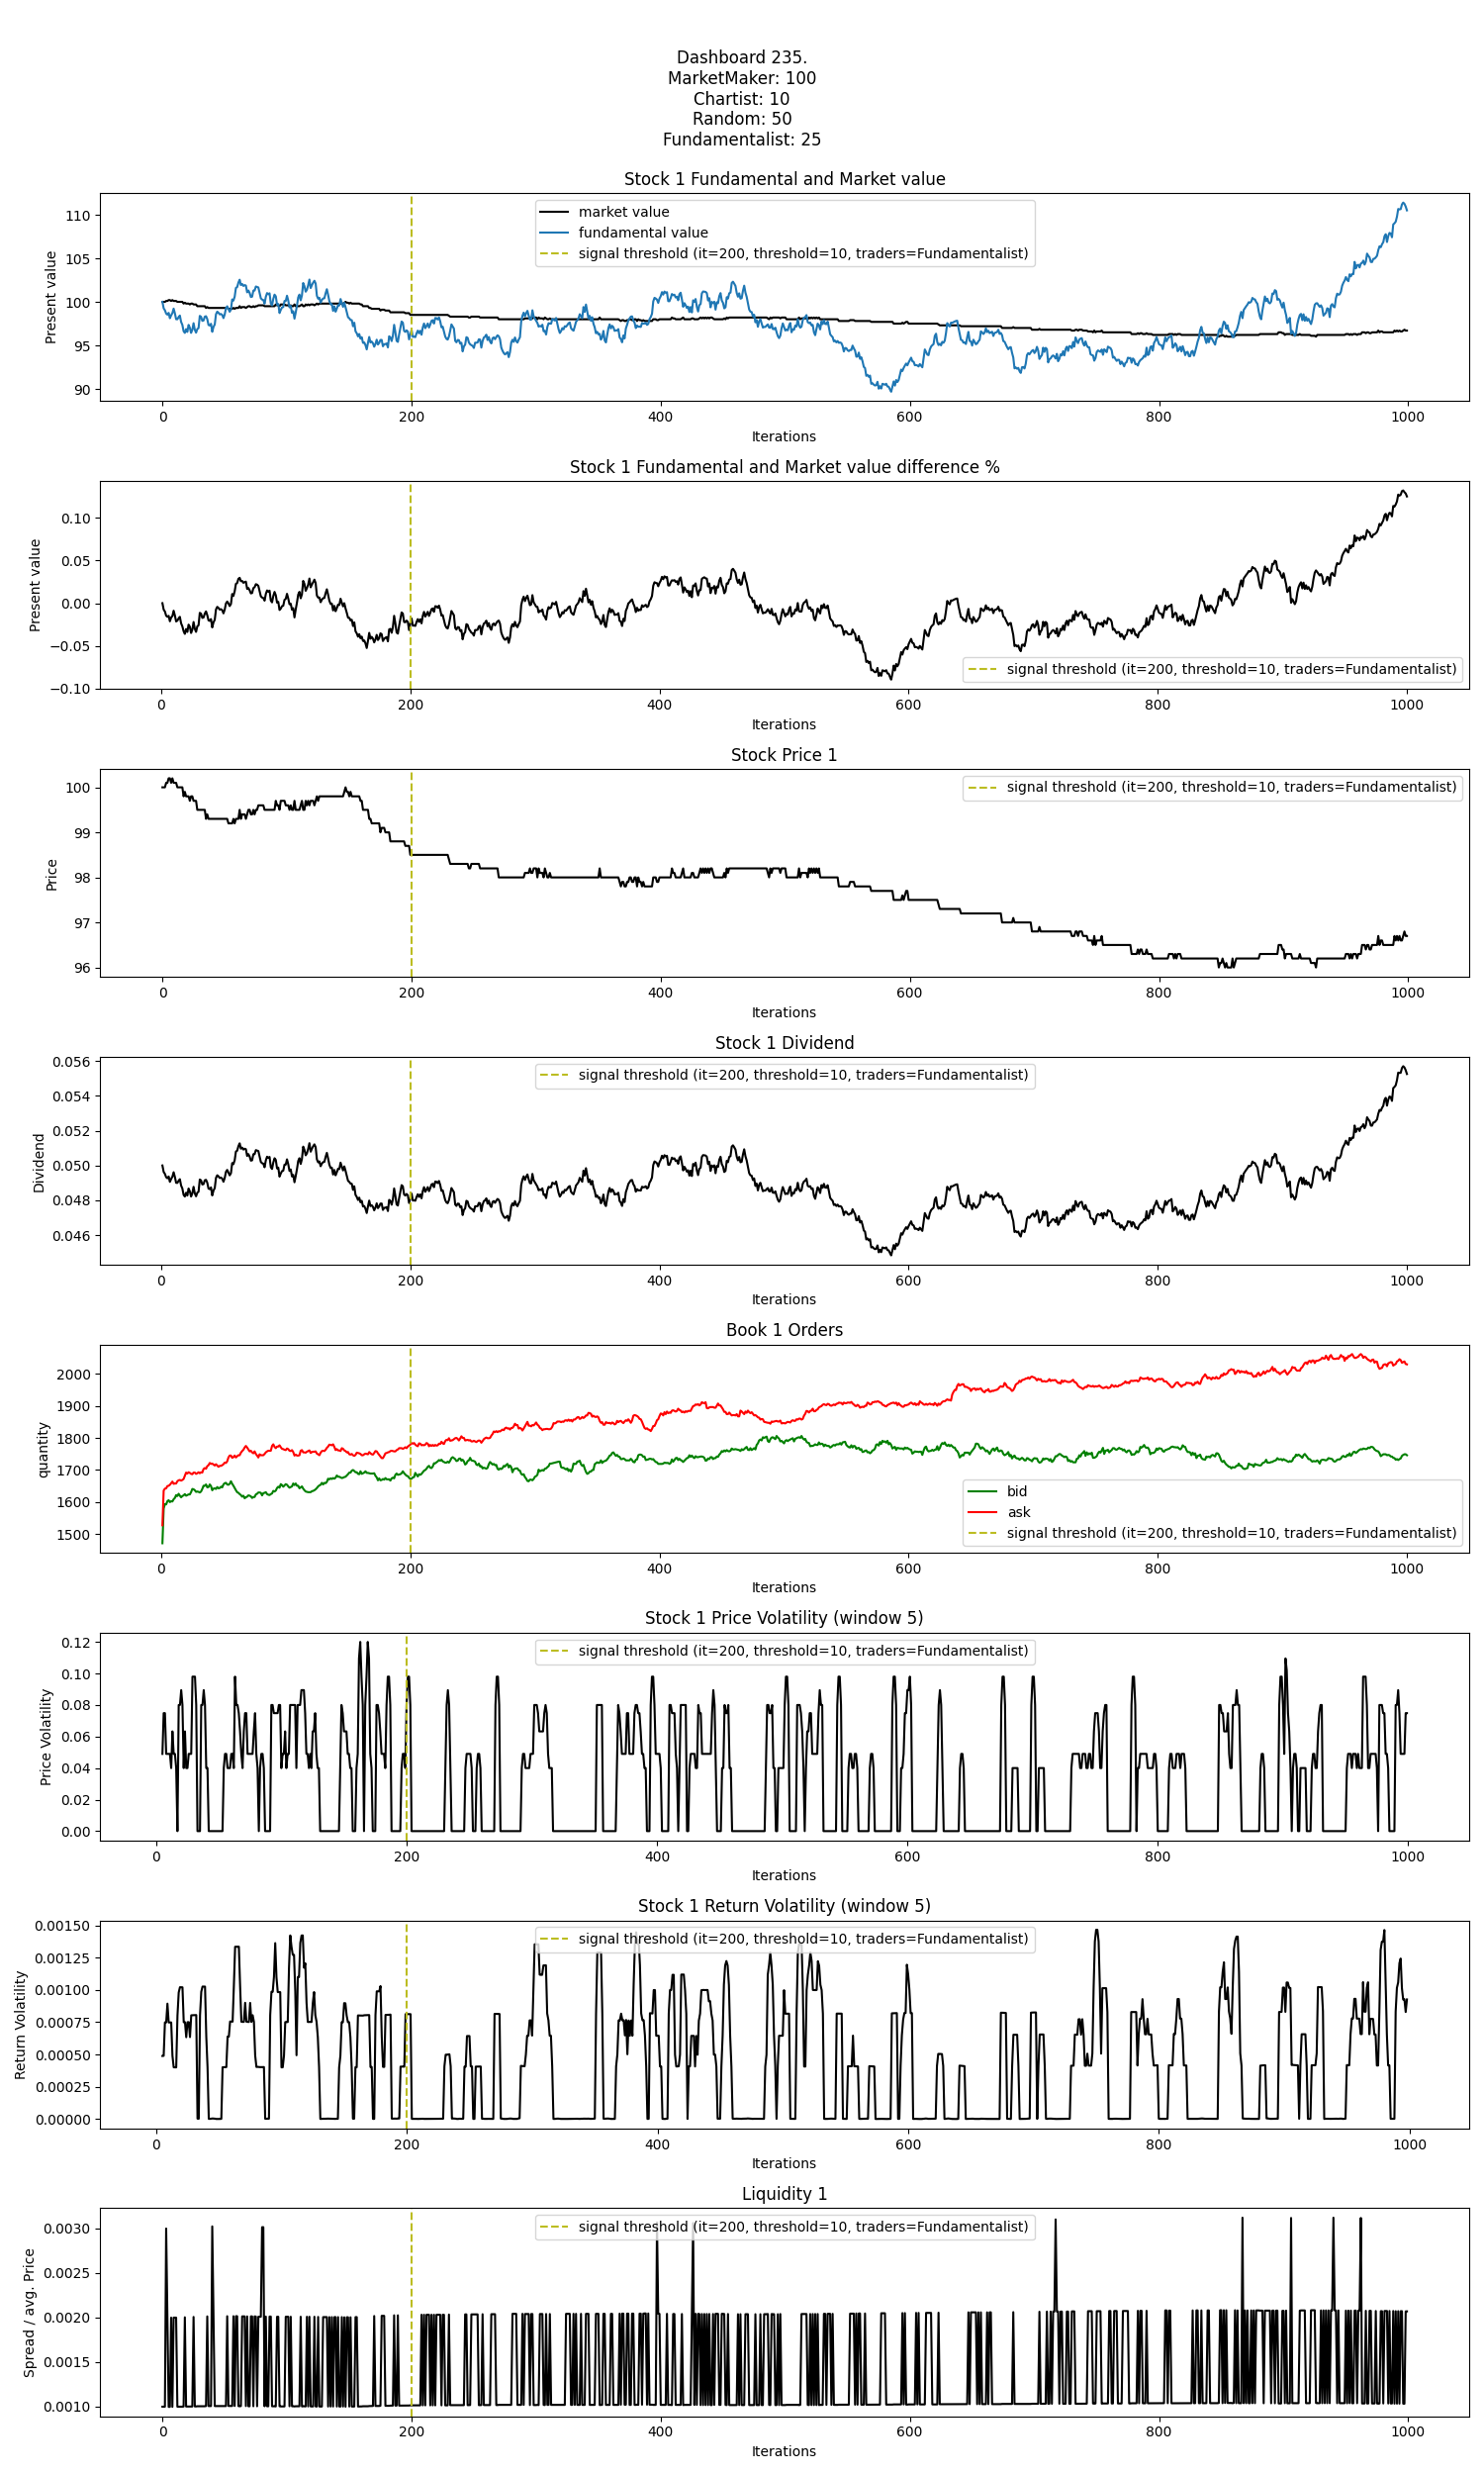 Dashboard 235.
MarketMaker: 100
Chartist: 10
Random: 50
Fundamentalist: 25
Stock 1 Fundamental and Market value
market value
fundamental value
signal threshold (it=200, threshold=10, traders=Fundamentalist)
110
105
100
95
90
Present value
0 200 400 600 800 1000
Iterations
Stock 1 Fundamental and Market value difference %
0.10
0.05
0.00
−0.05
−0.10
Present value
signal threshold (it=200, threshold=10, traders=Fundamentalist)
0 200 400 600 800 1000
Iterations
Stock Price 1
signal threshold (it=200, threshold=10, traders=Fundamentalist)
100
99
98
97
96
Price
0 200 400 600 800 1000
Iterations
Stock 1 Dividend
signal threshold (it=200, threshold=10, traders=Fundamentalist)
0.056
0.054
0.052
0.050
0.048
0.046
Dividend
0 200 400 600 800 1000
Iterations
Book 1 Orders
2000
1900
1800
1700
1600
1500
quantity
bid
ask
signal threshold (it=200, threshold=10, traders=Fundamentalist)
0 200 400 600 800 1000
Iterations
Stock 1 Price Volatility (window 5)
signal threshold (it=200, threshold=10, traders=Fundamentalist)
0.12
0.10
0.08
0.06
0.04
0.02
0.00
Price Volatility
0 200 400 600 800 1000
Iterations
Stock 1 Return Volatility (window 5)
signal threshold (it=200, threshold=10, traders=Fundamentalist)
0.00150
0.00125
0.00100
0.00075
0.00050
0.00025
0.00000
Return Volatility
0 200 400 600 800 1000
Iterations
Liquidity 1
signal threshold (it=200, threshold=10, traders=Fundamentalist)
0.0030
0.0025
0.0020
0.0015
0.0010
Spread / avg. Price
0 200 400 600 800 1000
Iterations